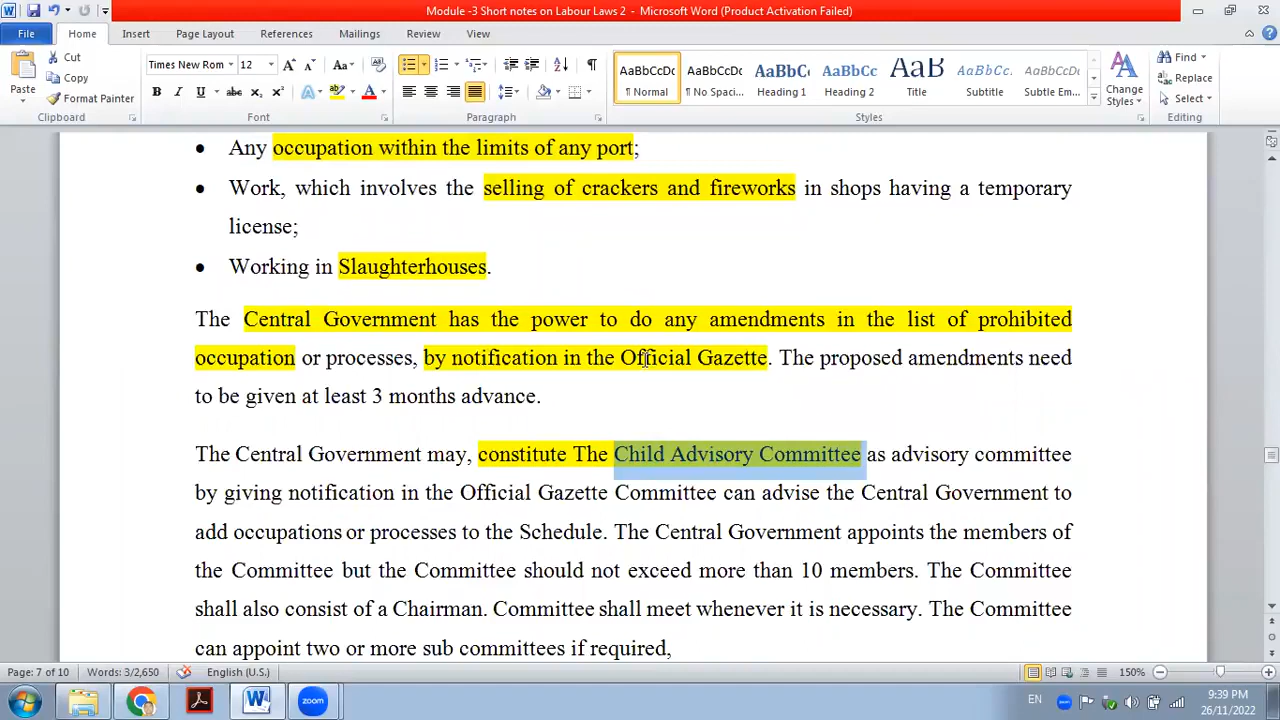 Module -3 Short notes on Labour Laws 2 - Microsoft Word (Product Activation Failed)
File Home Insert Page Layout References Mailings Review View
Paste
Cut
Copy
Format Painter
Clipboard
Times New Rom 12
Font
Paragraph
AaBbCcDc AaBbCcDc AaBbCc AaBbCc AaB AaBbCcL AaBbCcDc
¶ Normal ¶ No Spaci... Heading 1 Heading 2 Title Subtitle Subtle Em...
Styles
Change
Styles
Find
Replace
Select
Editing
• Any occupation within the limits of any port;
• Work, which involves the selling of crackers and fireworks in shops having a temporary
license;
• Working in Slaughterhouses.
The Central Government has the power to do any amendments in the list of prohibited
occupation or processes, by notification in the Official Gazette. The proposed amendments need
to be given at least 3 months advance.
The Central Government may, constitute The Child Advisory Committee as advisory committee
by giving notification in the Official Gazette Committee can advise the Central Government to
add occupations or processes to the Schedule. The Central Government appoints the members of
the Committee but the Committee should not exceed more than 10 members. The Committee
shall also consist of a Chairman. Committee shall meet whenever it is necessary. The Committee
can appoint two or more sub committees if required,
Page: 7 of 10 Words: 3/2,650 English (U.S.) 150%
zoom EN 9:39 PM
26/11/2022